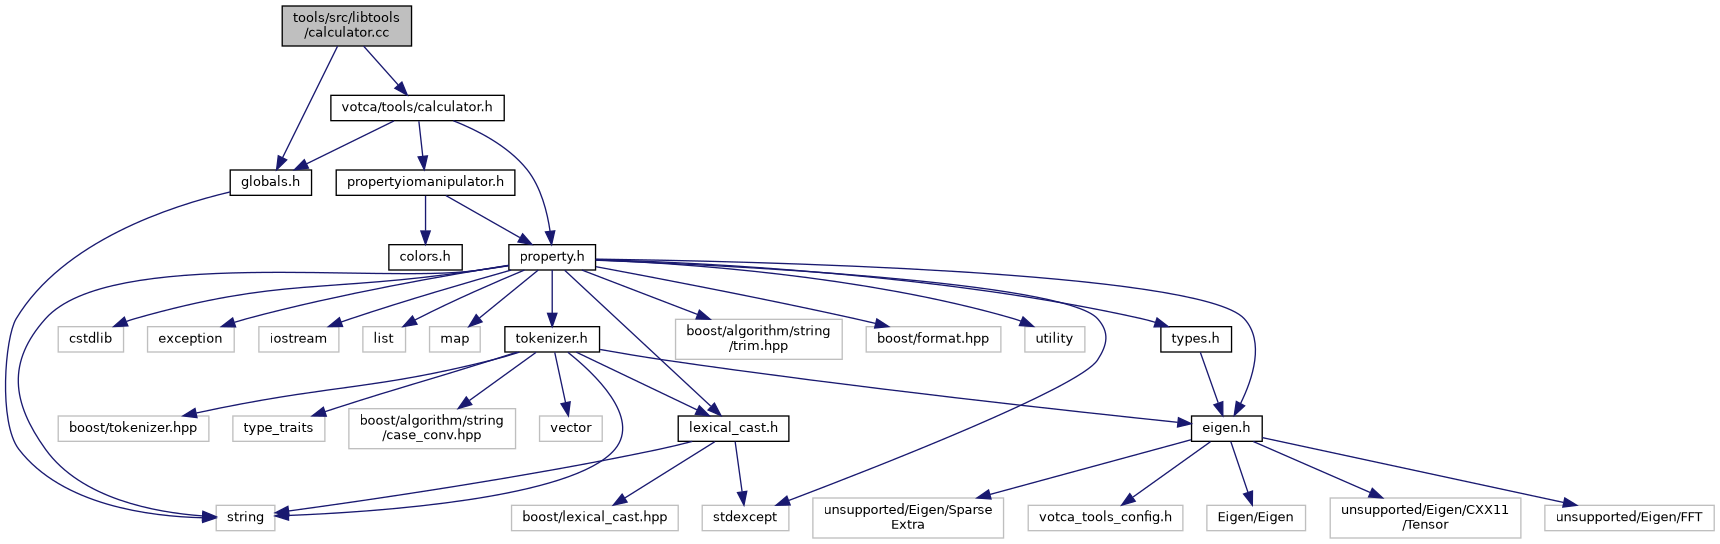 tools/src/libtools
/calculator.cc
votca/tools/calculator.h
globals.h
propertyiomanipulator.h
colors.h
property.h
cstdlib
exception
iostream
list
map
tokenizer.h
boost/algorithm/string
/trim.hpp
boost/format.hpp
utility
types.h
boost/tokenizer.hpp
type_traits
boost/algorithm/string
/case_conv.hpp
vector
lexical_cast.h
eigen.h
string
boost/lexical_cast.hpp
stdexcept
unsupported/Eigen/Sparse
Extra
votca_tools_config.h
Eigen/Eigen
unsupported/Eigen/CXX11
/Tensor
unsupported/Eigen/FFT